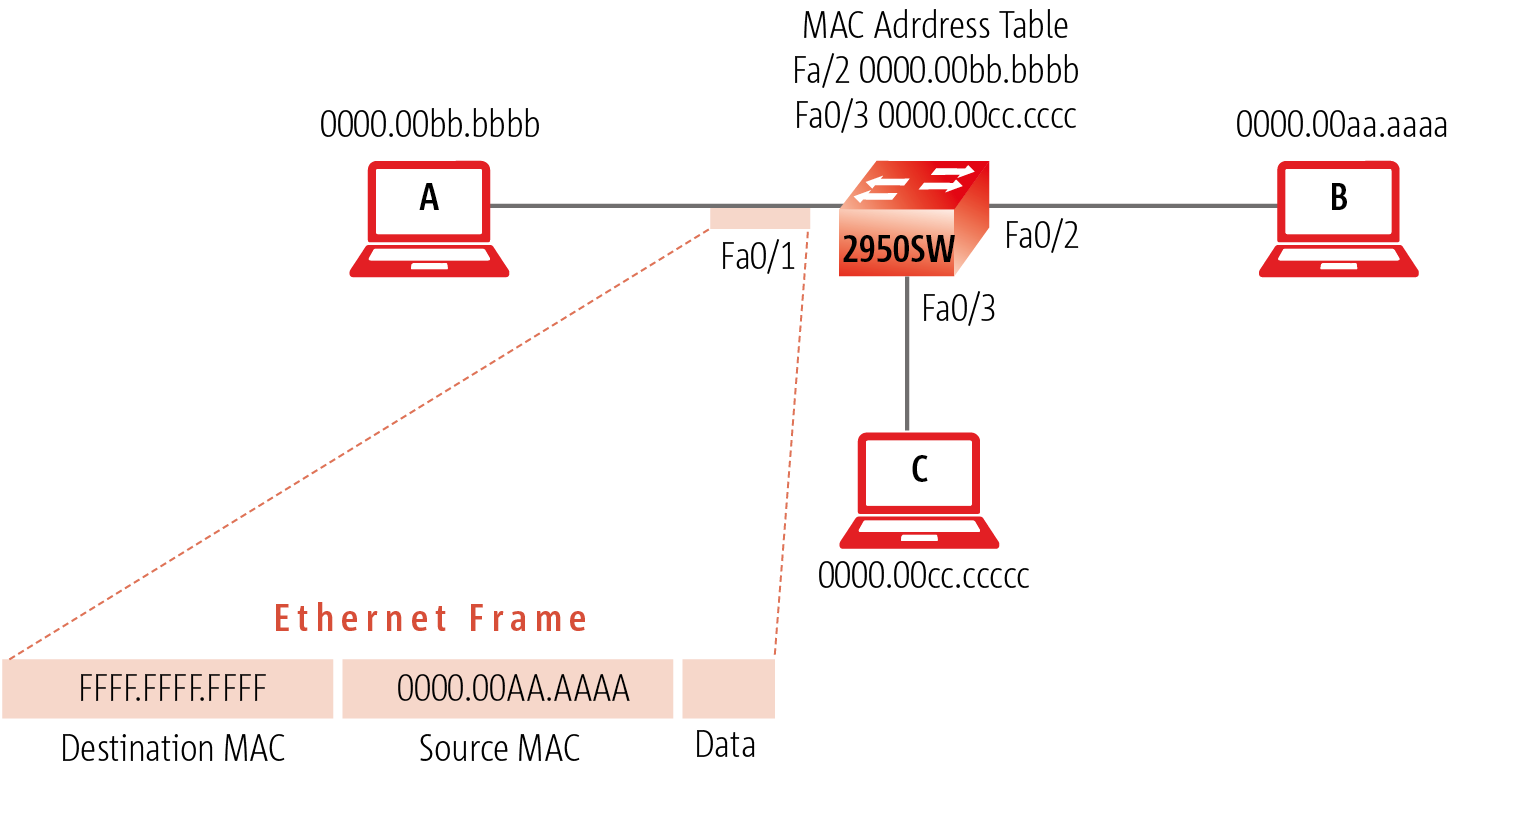 MAC Adrdress Table
Fa/2 0000.00bb.bbbb
Fa0/3 0000.00cc.cccc
0000.00bb.bbbb
0000.00aa.aaaa
A
B
2950SW
Fa0/1
Fa0/2
Fa0/3
C
0000.00cc.ccccc
Ethernet Frame
FFFF.FFFF.FFFF
0000.00AA.AAAA
Destination MAC
Source MAC
Data